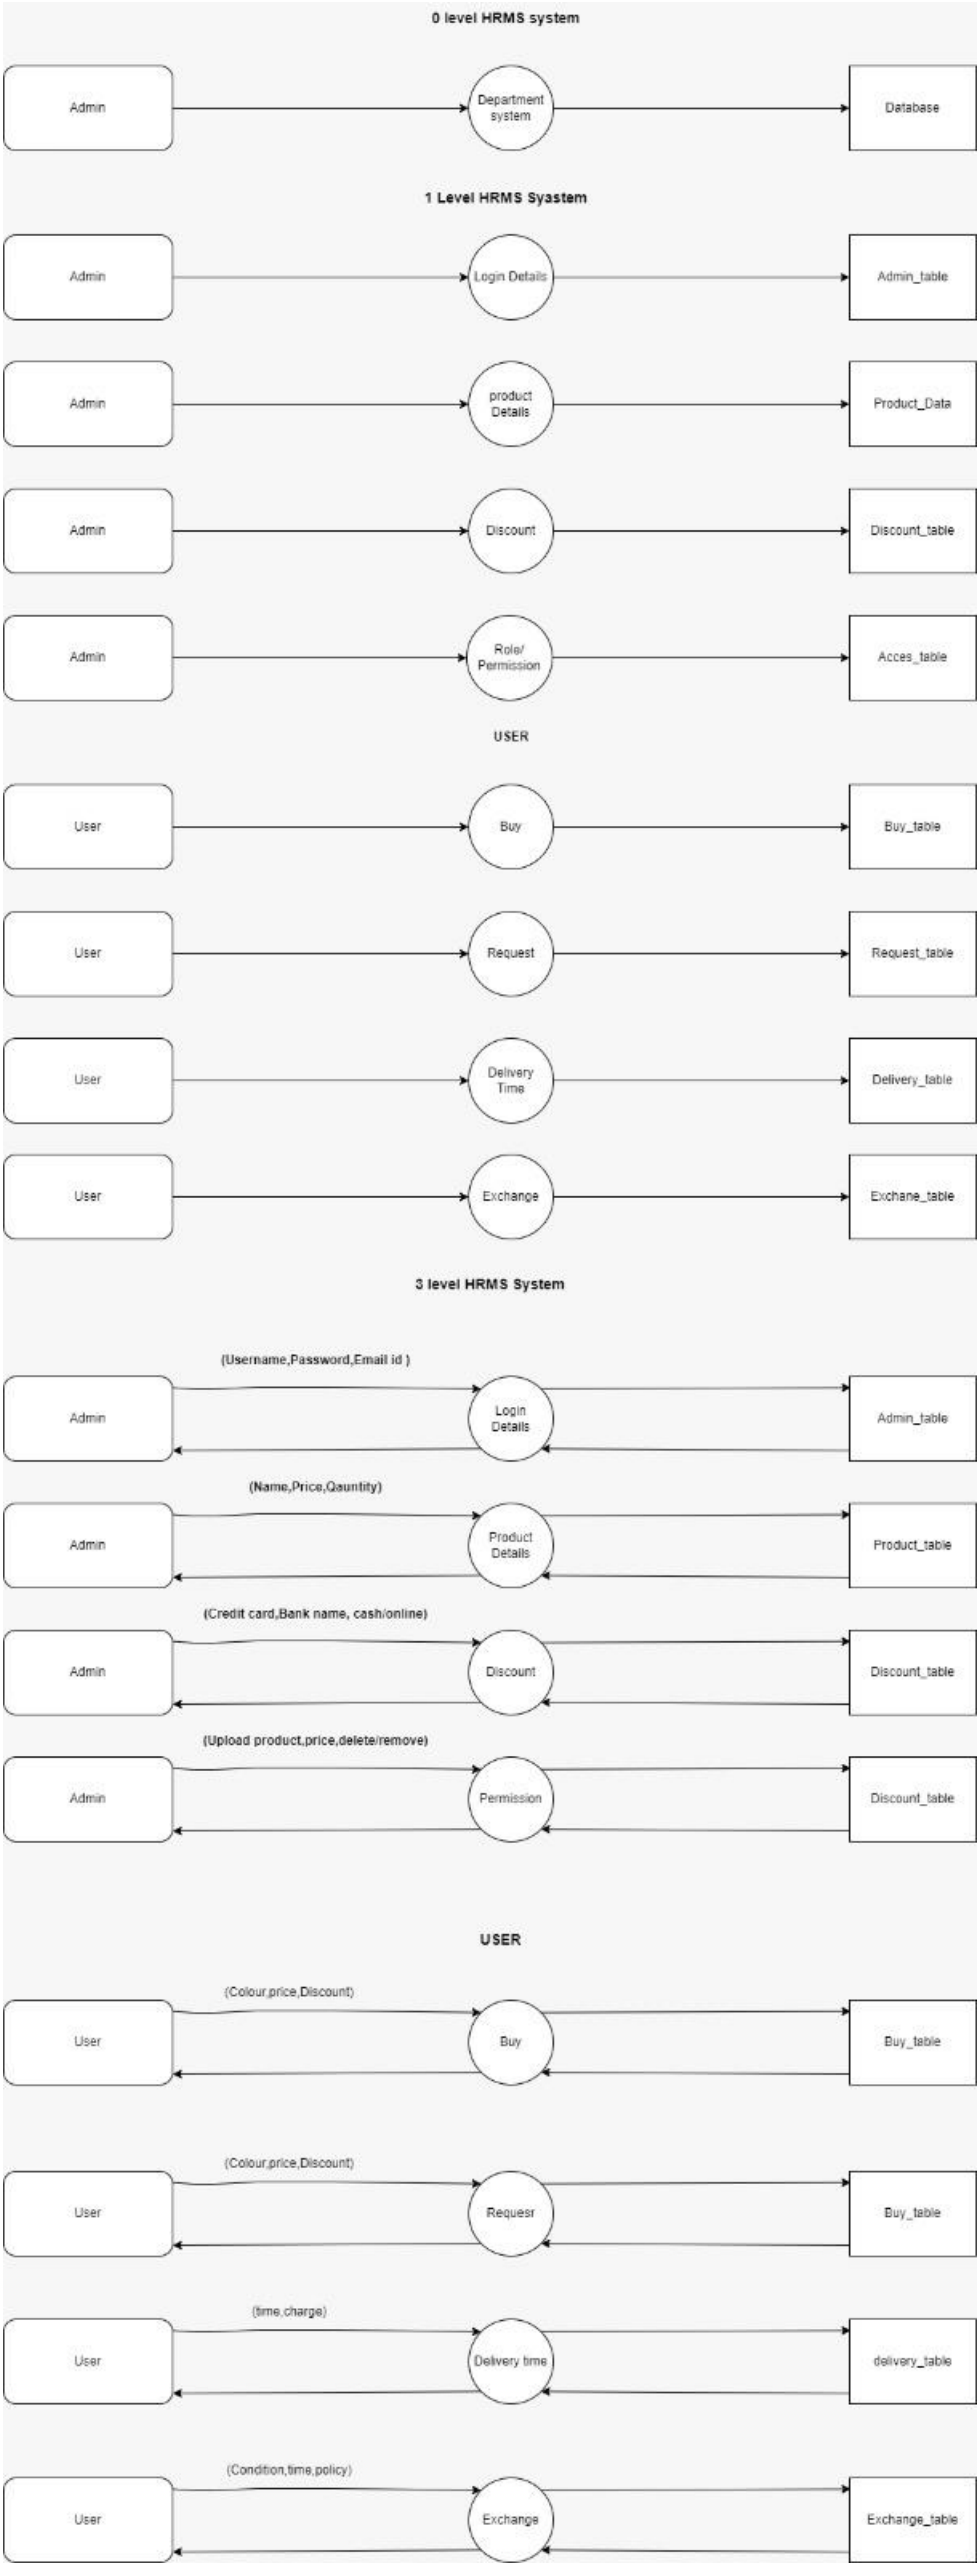 0 level HRMS system
Admin
Department
system
Database
1 Level HRMS Syastem
Admin
Login Details
Admin_table
Admin
product
Details
Product_Data
Admin
Discount
Discount_table
Admin
Role/
Permission
Acces_table
USER
User
Buy
Buy_table
User
Request
Request_table
User
Delivery
Time
Delivery_table
User
Exchange
Exchane_table
3 level HRMS System
(Username,Password,Email id )
Admin
Login
Details
Admin_table
(Name,Price,Qauntity)
Admin
Product
Details
Product_table
(Credit card,Bank name, cash/online)
Admin
Discount
Discount_table
(Upload product,price,delete/remove)
Admin
Permission
Discount_table
USER
(Colour,price,Discount)
User
Buy
Buy_table
(Colour,price,Discount)
User
Requesr
Buy_table
(time,charge)
User
Delivery time
delivery_table
(Condition,time,policy)
User
Exchange
Exchange_table